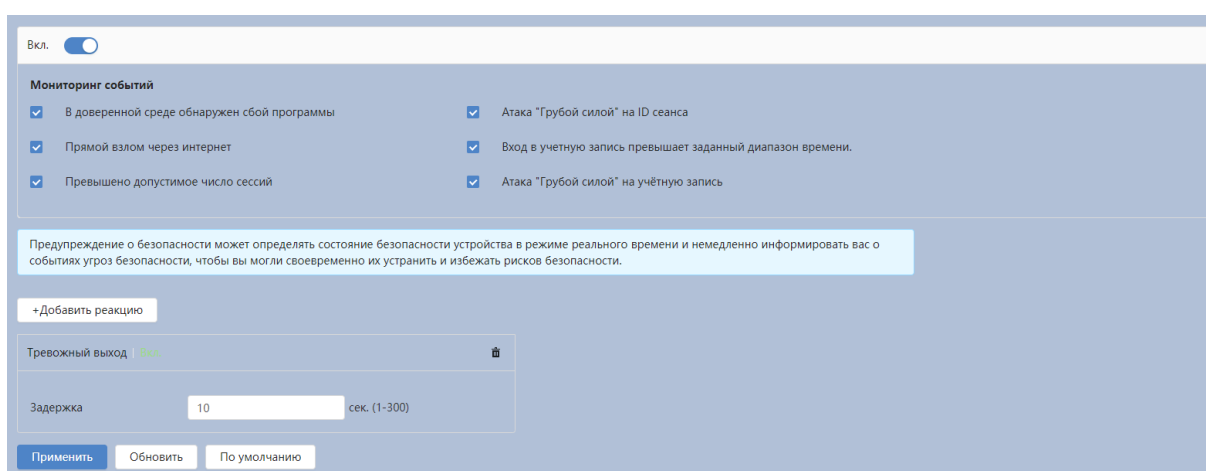 Вкл.
Мониторинг событий
В доверенной среде обнаружен сбой программы
Атака "Грубой силой" на ID сеанса
Прямой взлом через интернет
Вход в учетную запись превышает заданный диапазон времени.
Превышено допустимое число сессий
Атака "Грубой силой" на учётную запись
Предупреждение о безопасности может определять состояние безопасности устройства в режиме реального времени и немедленно информировать вас о
событиях угроз безопасности, чтобы вы могли своевременно их устранить и избежать рисков безопасности.
+Добавить реакцию
Тревожный выход
Задержка 10 сек. (1-300)
Применить Обновить По умолчанию